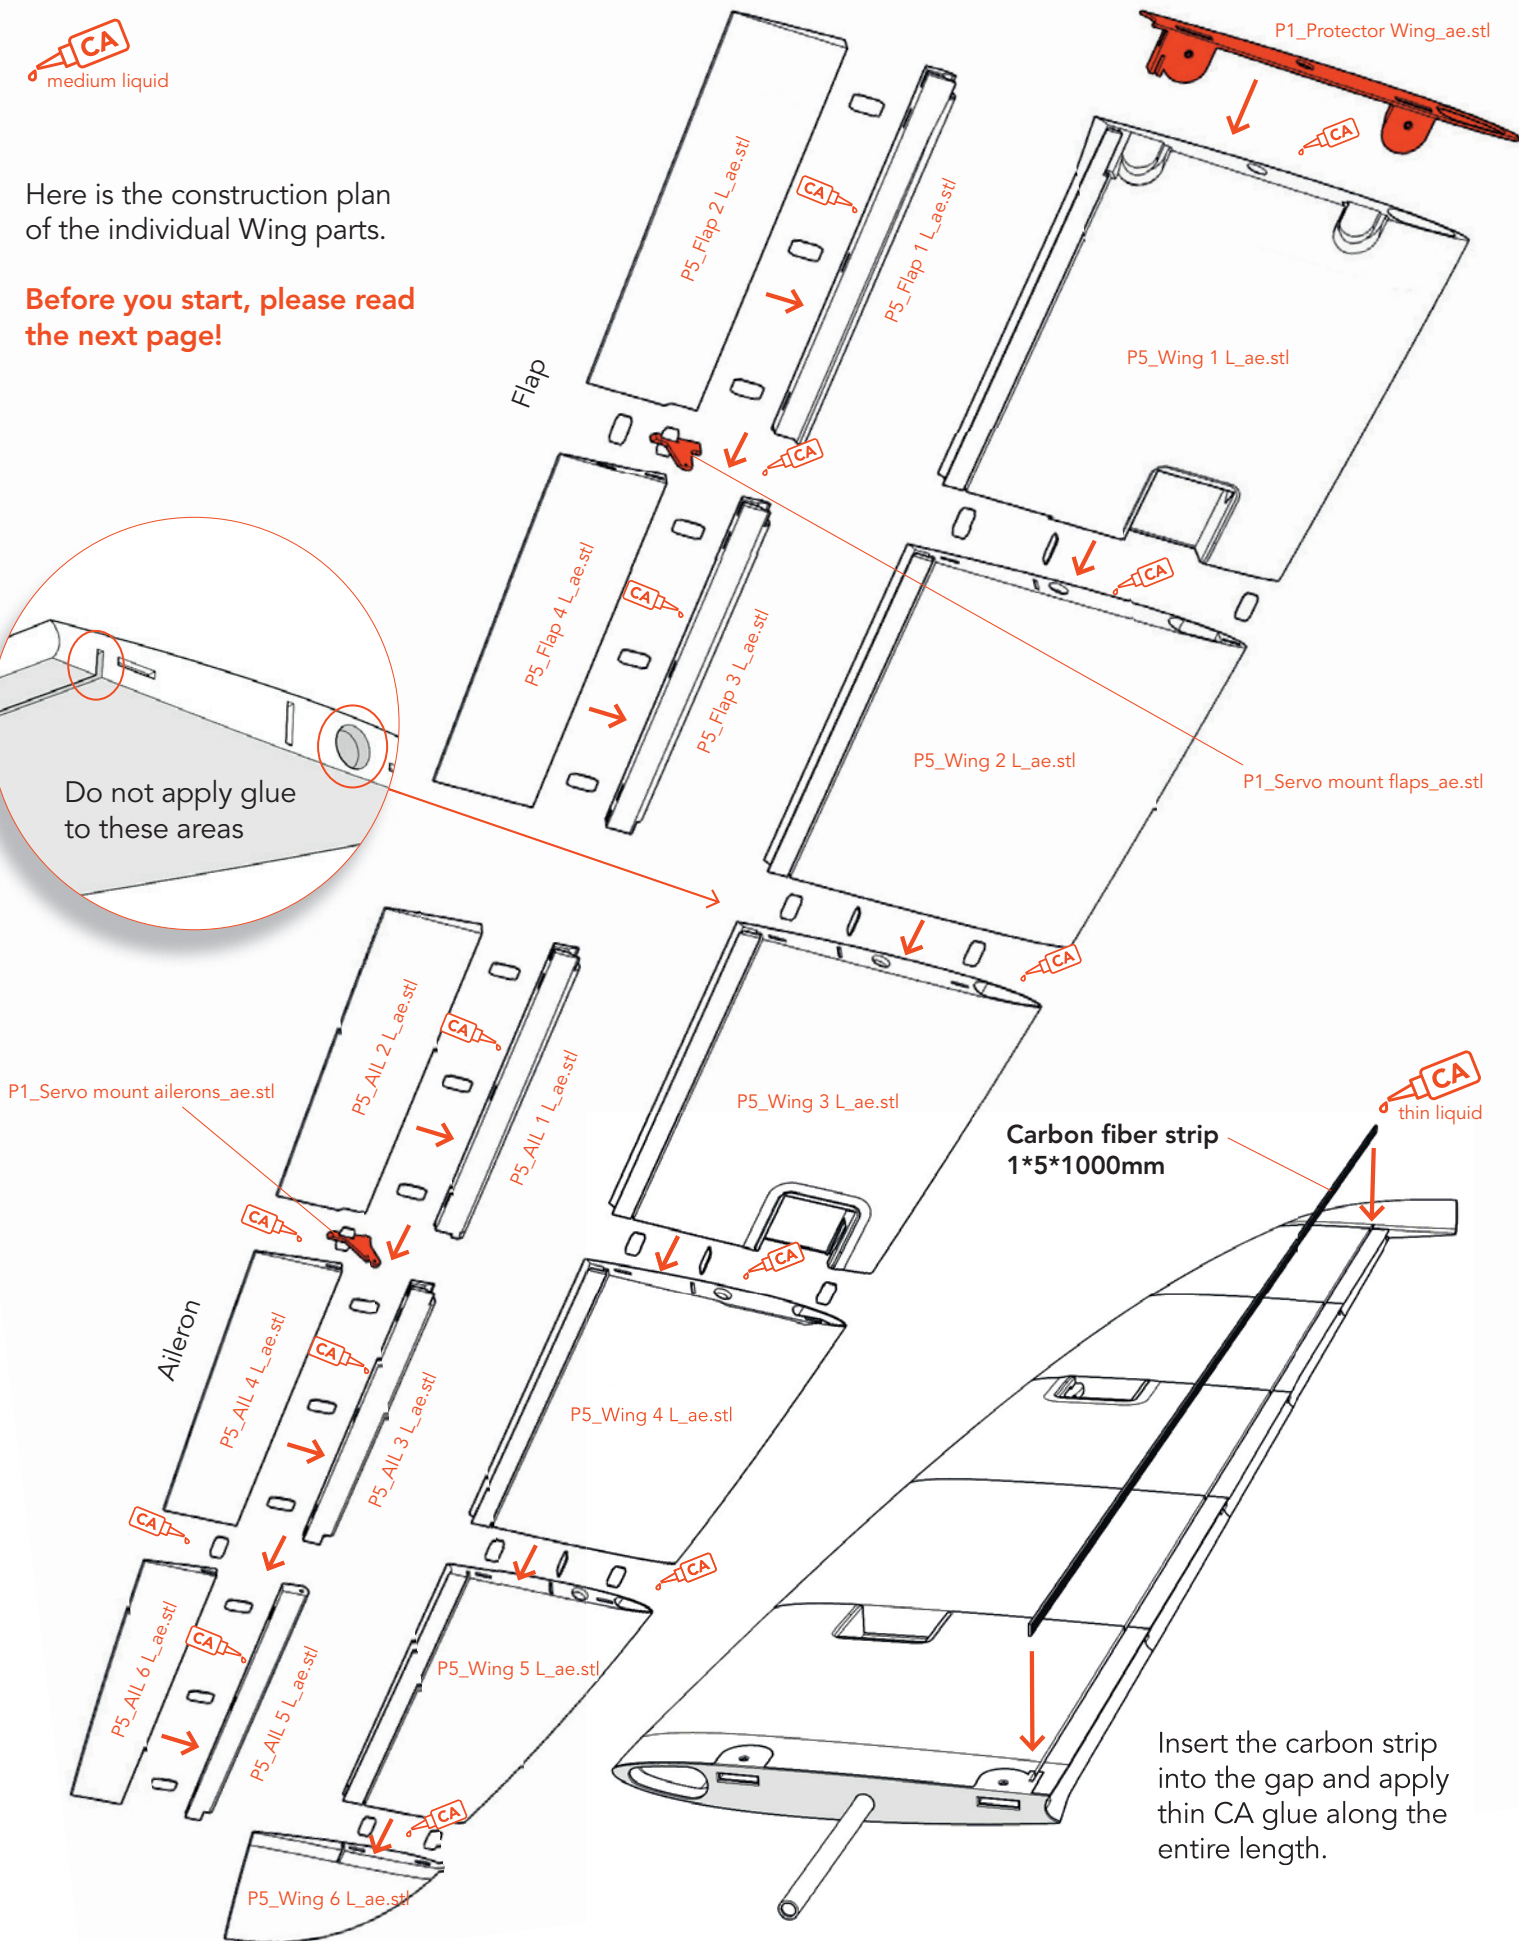 CA
medium liquid
Here is the construction plan
of the individual Wing parts.
Before you start, please read
the next page!
P1_Protector Wing_ae.stl
CA
P5_Flap 2 L_ae.stl
CA
P5_Flap 1 L_ae.stl
P5_Wing 1 L_ae.stl
Flap
CA
CA
P5_Flap 4 L_ae.stl
CA
P5_Flap 3 L_ae.stl
P5_Wing 2 L_ae.stl
P1_Servo mount flaps_ae.stl
Do not apply glue
to these areas
CA
P5_AIL 2 L_ae.stl
CA
P5_AIL 1 L_ae.stl
P1_Servo mount ailerons_ae.stl
P5_Wing 3 L_ae.stl
CA
thin liquid
Carbon fiber strip
1*5*1000mm
CA
CA
Aileron
P5_AIL 4 L_ae.stl
CA
P5_AIL 3 L_ae.stl
P5_Wing 4 L_ae.stl
CA
CA
P5_AIL 6 L_ae.stl
CA
P5_AIL 5 L_ae.stl
P5_Wing 5 L_ae.stl
CA
P5_Wing 6 L_ae.stl
Insert the carbon strip
into the gap and apply
thin CA glue along the
entire length.